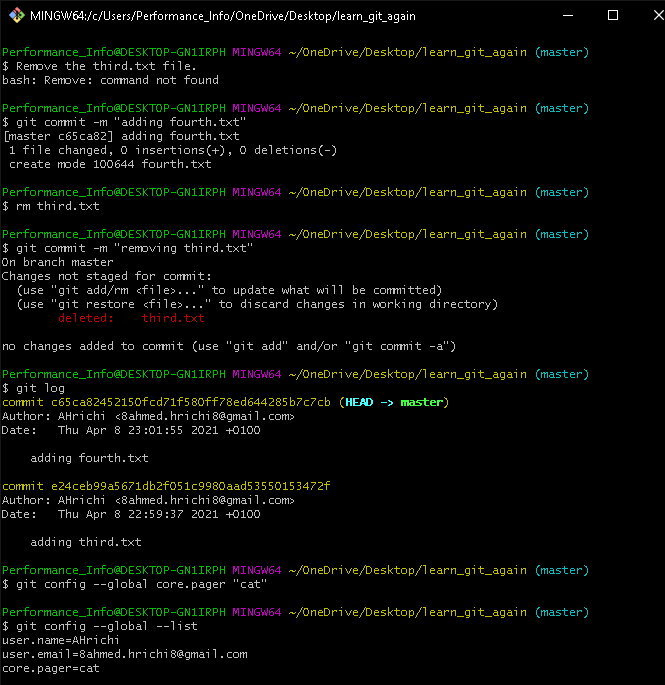 MINGW64:/c/Users/Performance_Info/OneDrive/Desktop/learn_git_again
Performance_Info@DESKTOP-GN1IRPH MINGW64 ~/OneDrive/Desktop/learn_git_again (master)
$ Remove the third.txt file.
bash: Remove: command not found
Performance_Info@DESKTOP-GN1IRPH MINGW64 ~/OneDrive/Desktop/learn_git_again (master)
$ git commit -m "adding fourth.txt"
[master c65ca82] adding fourth.txt
 1 file changed, 0 insertions(+), 0 deletions(-)
 create mode 100644 fourth.txt
Performance_Info@DESKTOP-GN1IRPH MINGW64 ~/OneDrive/Desktop/learn_git_again (master)
$ rm third.txt
Performance_Info@DESKTOP-GN1IRPH MINGW64 ~/OneDrive/Desktop/learn_git_again (master)
$ git commit -m "removing third.txt"
On branch master
Changes not staged for commit:
  (use "git add/rm <file>..." to update what will be committed)
  (use "git restore <file>..." to discard changes in working directory)
        deleted:    third.txt
no changes added to commit (use "git add" and/or "git commit -a")
Performance_Info@DESKTOP-GN1IRPH MINGW64 ~/OneDrive/Desktop/learn_git_again (master)
$ git log
commit c65ca82452150fcd71f580ff78ed644285b7c7cb (HEAD -> master)
Author: AHrichi <8ahmed.hrichi8@gmail.com>
Date:   Thu Apr 8 23:01:55 2021 +0100
    adding fourth.txt
commit e24ceb99a5671db2f051c9980aad53550153472f
Author: AHrichi <8ahmed.hrichi8@gmail.com>
Date:   Thu Apr 8 22:59:37 2021 +0100
    adding third.txt
Performance_Info@DESKTOP-GN1IRPH MINGW64 ~/OneDrive/Desktop/learn_git_again (master)
$ git config --global core.pager "cat"
Performance_Info@DESKTOP-GN1IRPH MINGW64 ~/OneDrive/Desktop/learn_git_again (master)
$ git config --global --list
user.name=AHrichi
user.email=8ahmed.hrichi8@gmail.com
core.pager=cat